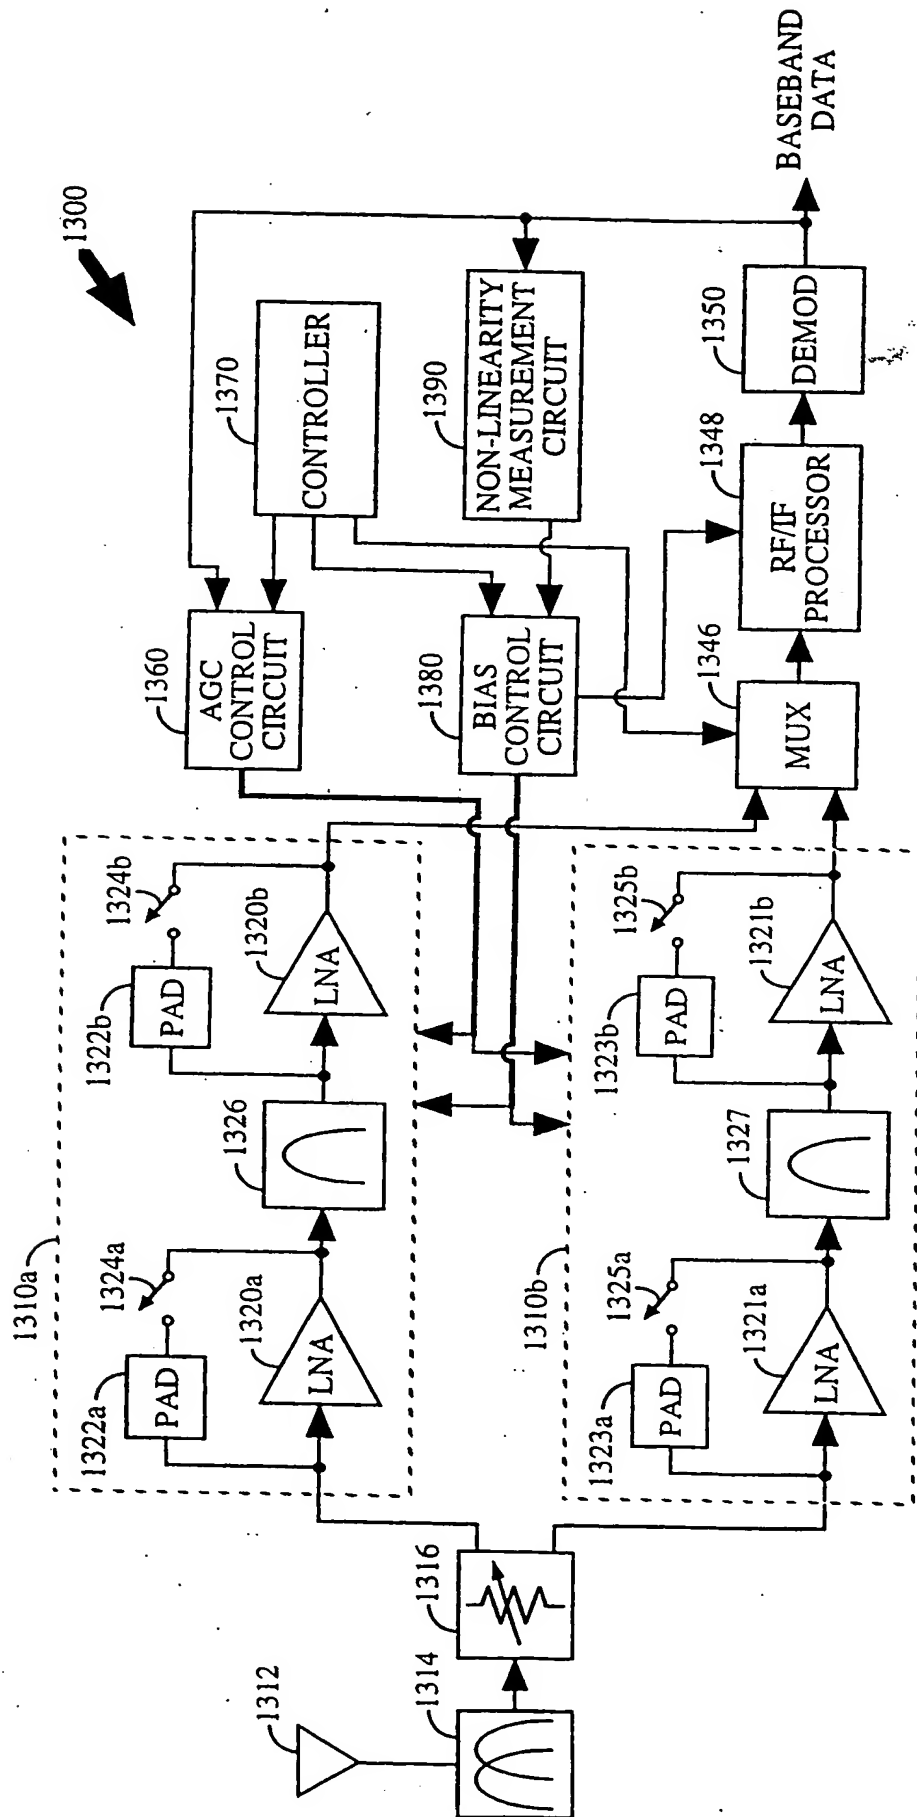 1300
1310a
1322a
PAD
1324a
1320a
LNA
1326
1322b
PAD
1324b
1320b
LNA
1360
AGC
CONTROL
CIRCUIT
1370
CONTROLLER
1380
BIAS
CONTROL
CIRCUIT
1390
NON-LINEARITY
MEASUREMENT
CIRCUIT
1312
1314
1316
1310b
1323a
PAD
1325a
1321a
LNA
1327
1323b
PAD
1325b
1321b
LNA
1346
MUX
1348
RF/IF
PROCESSOR
1350
DEMOD
BASEBAND
DATA